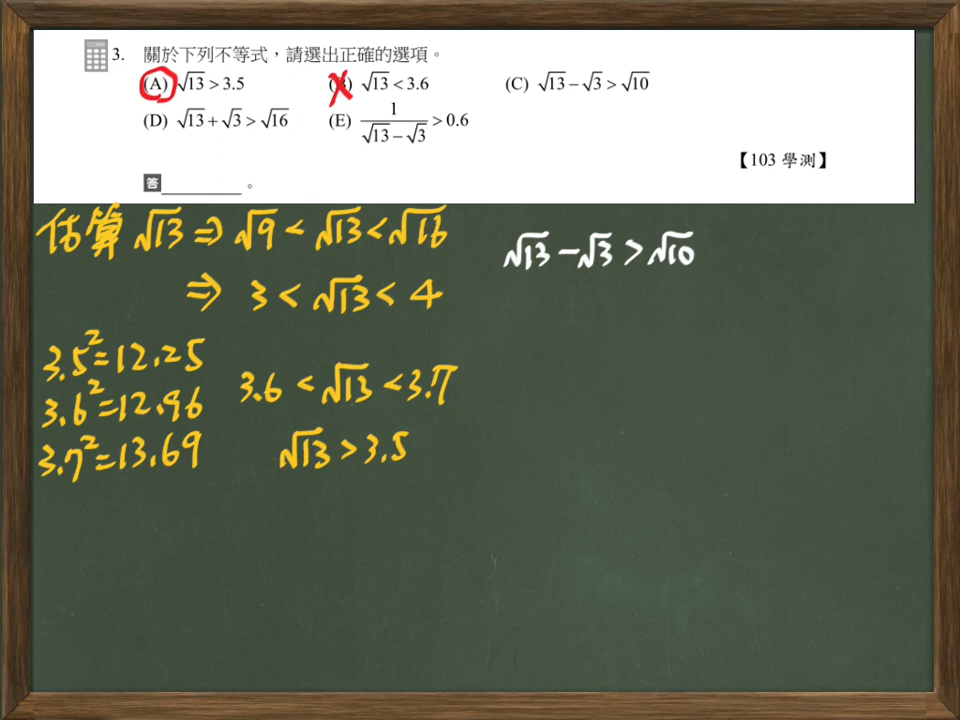 3. 關於下列不等式，請選出正確的選項。
(A) √13 > 3.5 (B) √13 < 3.6 (C) √13 − √3 > √10
(D) √13 + √3 > √16 (E) 1/(√13 − √3) > 0.6
【103 學測】
答________。
估算 √13 ⇒ √9 < √13 < √16
⇒ 3 < √13 < 4
3.5²=12.25
3.6²=12.96
3.7²=13.69
3.6 < √13 < 3.7
√13 > 3.5
√13 − √3 > √10